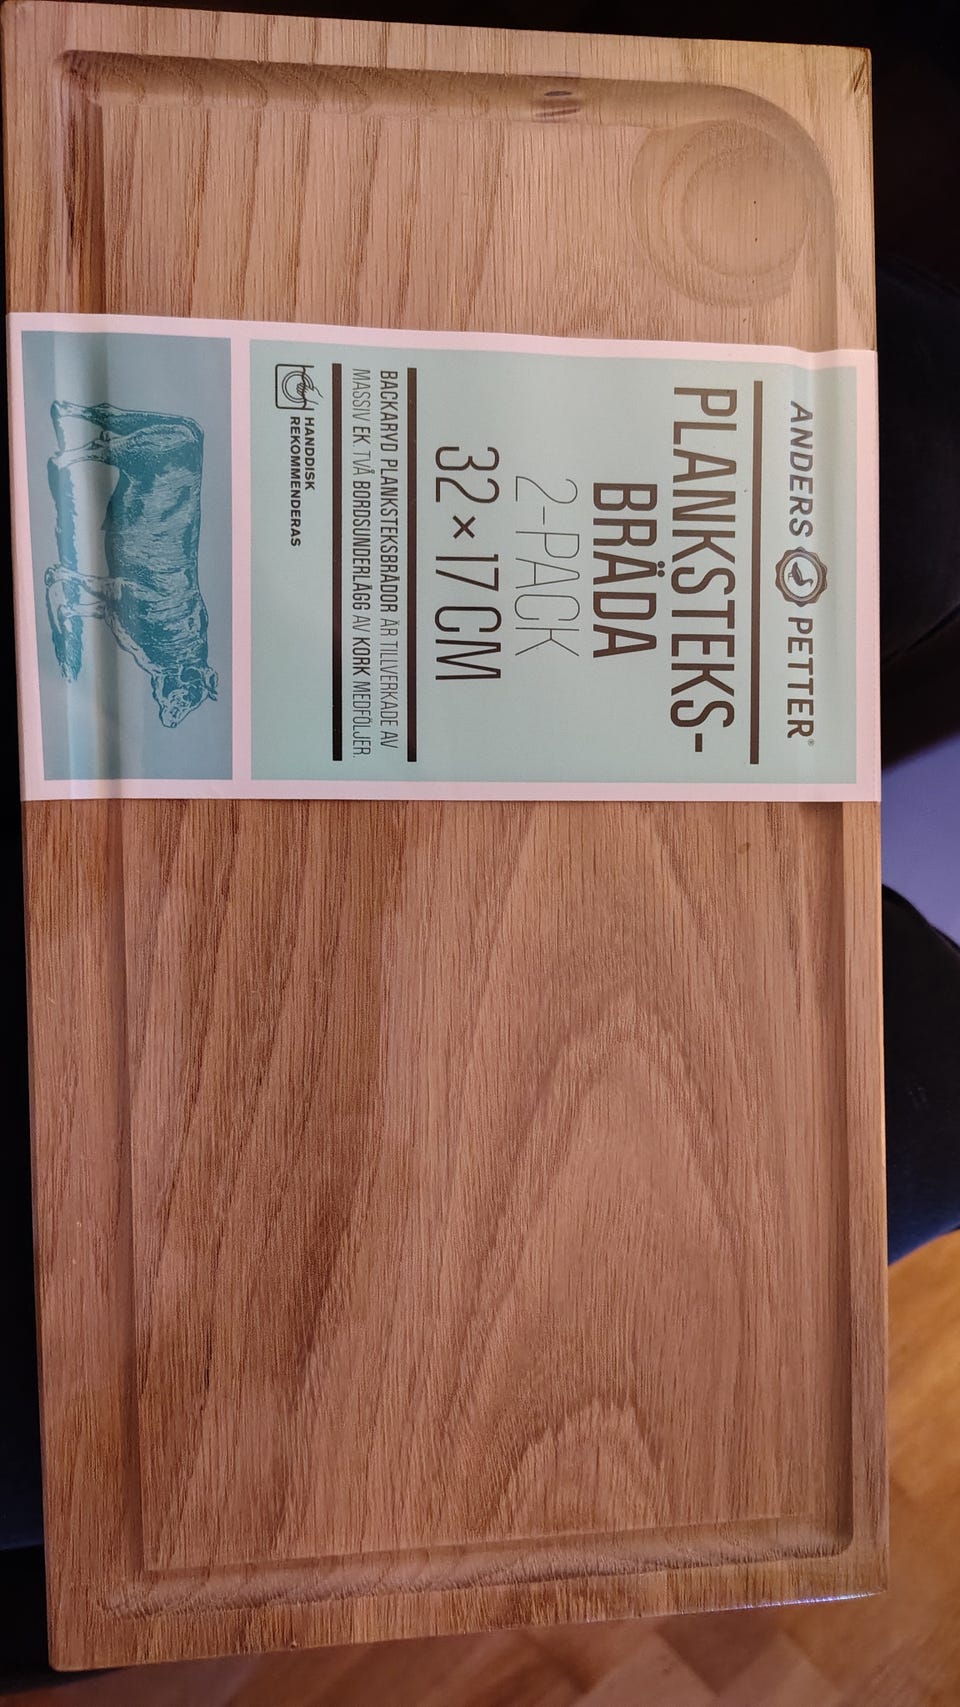 ANDERS PETTER®
PLANKSTEKS-
BRÄDA
2-PACK
32 × 17 CM
BACKARYD PLANKSTEKSBRÄDOR ÄR TILLVERKADE AV
MASSIV EK TVÅ BORDSUNDERLÄGG AV KORK MEDFÖLJER.
HANDDISK
REKOMMENDERAS